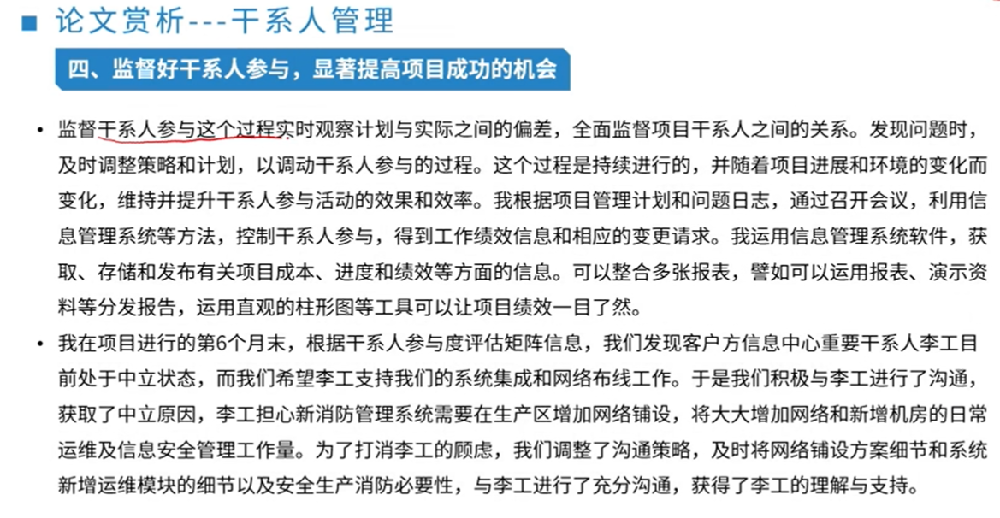 ■ 论文赏析---干系人管理
四、监督好干系人参与，显著提高项目成功的机会
• 监督干系人参与这个过程实时观察计划与实际之间的偏差，全面监督项目干系人之间的关系。发现问题时，
及时调整策略和计划，以调动干系人参与的过程。这个过程是持续进行的，并随着项目进展和环境的变化而
变化，维持并提升干系人参与活动的效果和效率。我根据项目管理计划和问题日志，通过召开会议，利用信
息管理系统等方法，控制干系人参与，得到工作绩效信息和相应的变更请求。我运用信息管理系统软件，获
取、存储和发布有关项目成本、进度和绩效等方面的信息。可以整合多张报表，譬如可以运用报表、演示资
料等分发报告，运用直观的柱形图等工具可以让项目绩效一目了然。
• 我在项目进行的第6个月末，根据干系人参与度评估矩阵信息，我们发现客户方信息中心重要干系人李工目
前处于中立状态，而我们希望李工支持我们的系统集成和网络布线工作。于是我们积极与李工进行了沟通，
获取了中立原因，李工担心新消防管理系统需要在生产区增加网络铺设，将大大增加网络和新增机房的日常
运维及信息安全管理工作量。为了打消李工的顾虑，我们调整了沟通策略，及时将网络铺设方案细节和系统
新增运维模块的细节以及安全生产消防必要性，与李工进行了充分沟通，获得了李工的理解与支持。